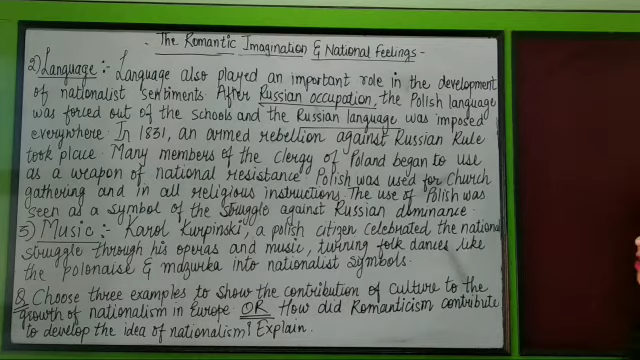 - The Romantic Imagination & National Feelings -
2) Language :- Language also played an important role in the development
of nationalist sentiments. After Russian occupation, the Polish language
was forced out of the schools and the Russian language was imposed
everywhere. In 1831, an armed rebellion against Russian Rule
took place. Many members of the clergy of Poland began to use
as a weapon of national resistance. Polish was used for Church
gathering and in all religious instructions. The use of Polish was
seen as a symbol of the struggle against Russian dominance.
3) Music :- Karol Kurpinski, a polish citizen celebrated the national
struggle through his operas and music, turning folk dances like
the polonaise & mazurka into nationalist symbols.
Q. Choose three examples to show the contribution of culture to the
growth of nationalism in Europe. OR How did Romanticism contribute
to develop the idea of nationalism? Explain.